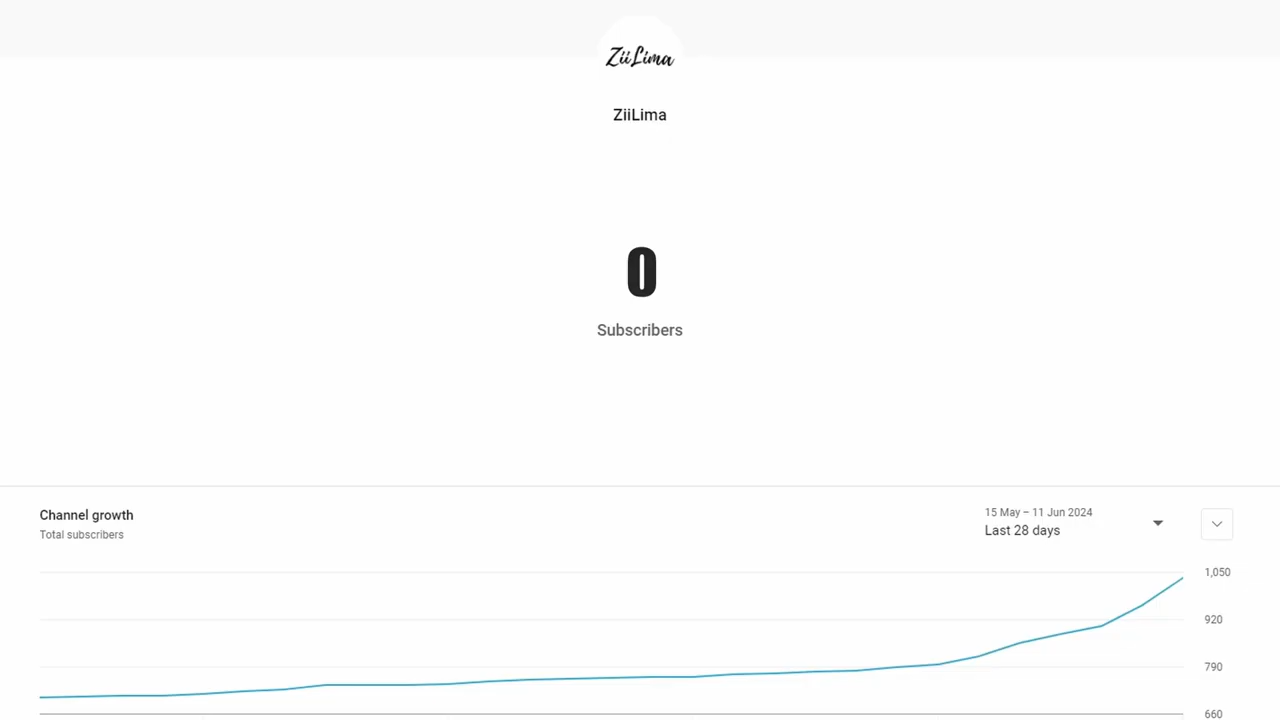 ZiiLima
ZiiLima
0
Subscribers
Channel growth
Total subscribers
15 May – 11 Jun 2024
Last 28 days
1,050
920
790
660